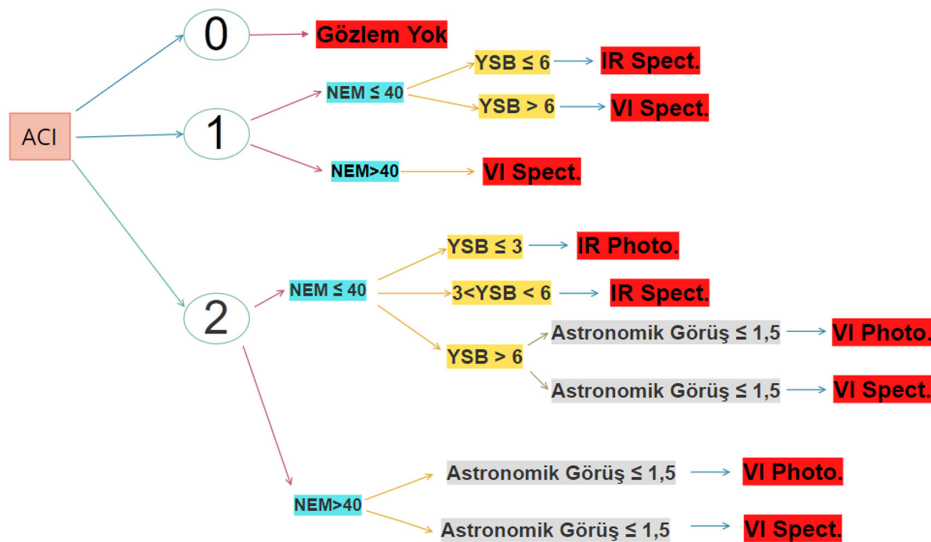 ACI
0
Gözlem Yok
1
NEM ≤ 40
YSB ≤ 6
IR Spect.
YSB > 6
VI Spect.
NEM>40
VI Spect.
2
NEM ≤ 40
YSB ≤ 3
IR Photo.
3<YSB < 6
IR Spect.
YSB > 6
Astronomik Görüş ≤ 1,5
VI Photo.
Astronomik Görüş ≤ 1,5
VI Spect.
NEM>40
Astronomik Görüş ≤ 1,5
VI Photo.
Astronomik Görüş ≤ 1,5
VI Spect.